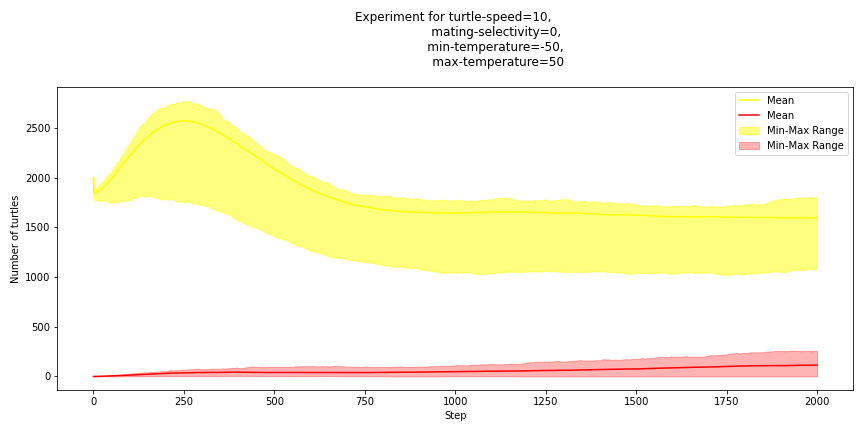 Experiment for turtle-speed=10,
mating-selectivity=0,
min-temperature=-50,
max-temperature=50
Mean
Mean
Min-Max Range
Min-Max Range
Number of turtles
2500
2000
1500
1000
500
0
0 250 500 750 1000 1250 1500 1750 2000
Step